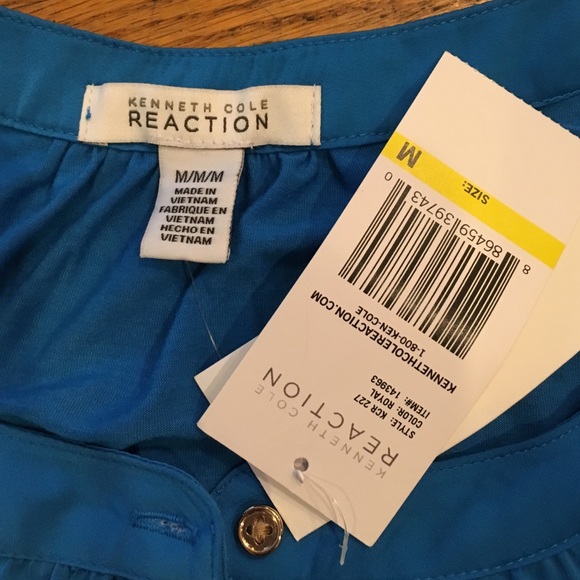 KENNETH COLE
REACTION
M/M/M
MADE IN
VIETNAM
FABRIQUE EN
VIETNAM
HECHO EN
VIETNAM
KENNETH COLE
REACTION
STYLE: KCR 227
COLOR: ROYAL
ITEM#: 143963
KENNETHCOLEREACTION.COM
1-800-KEN-COLE
8 86459 39743 0
SIZE: M